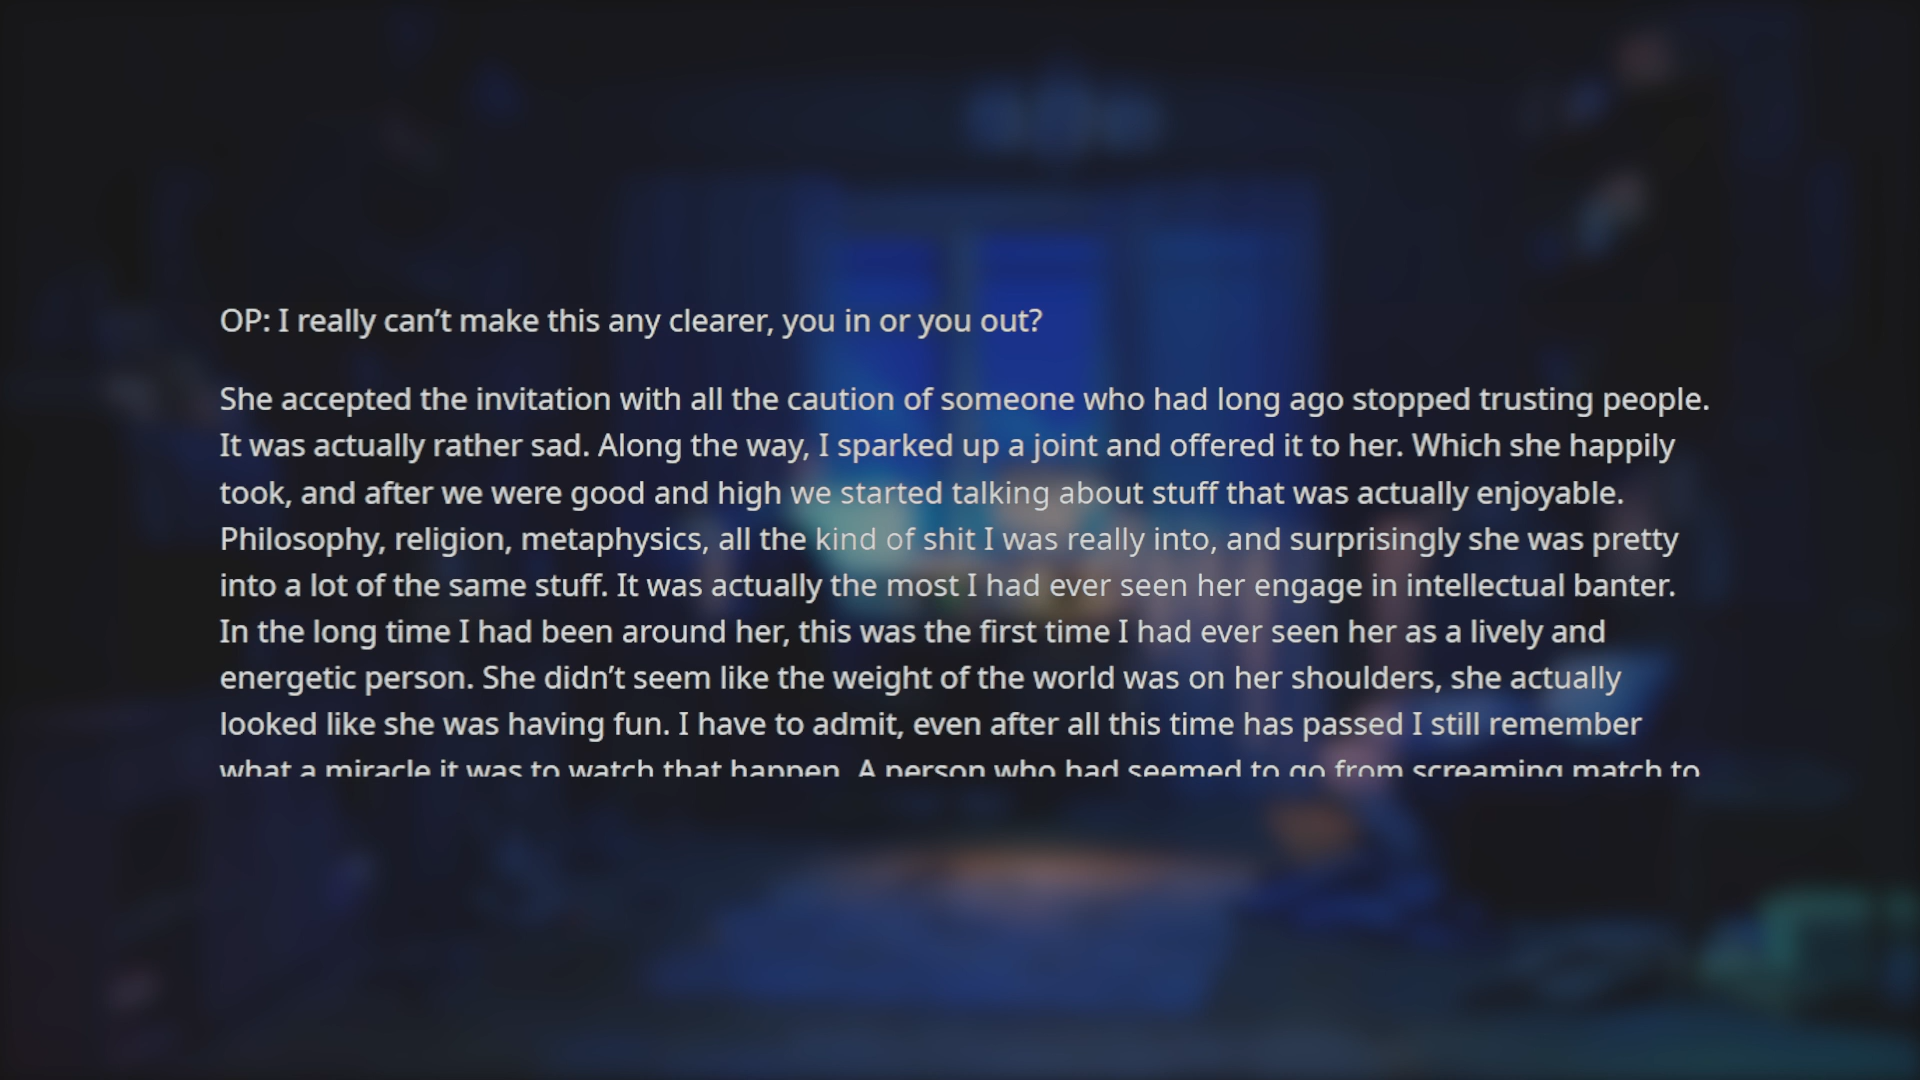 OP: I really can’t make this any clearer, you in or you out?
She accepted the invitation with all the caution of someone who had long ago stopped trusting people.
It was actually rather sad. Along the way, I sparked up a joint and offered it to her. Which she happily
took, and after we were good and high we started talking about stuff that was actually enjoyable.
Philosophy, religion, metaphysics, all the kind of shit I was really into, and surprisingly she was pretty
into a lot of the same stuff. It was actually the most I had ever seen her engage in intellectual banter.
In the long time I had been around her, this was the first time I had ever seen her as a lively and
energetic person. She didn’t seem like the weight of the world was on her shoulders, she actually
looked like she was having fun. I have to admit, even after all this time has passed I still remember
what a miracle it was to watch that happen. A person who had seemed to go from screaming match to